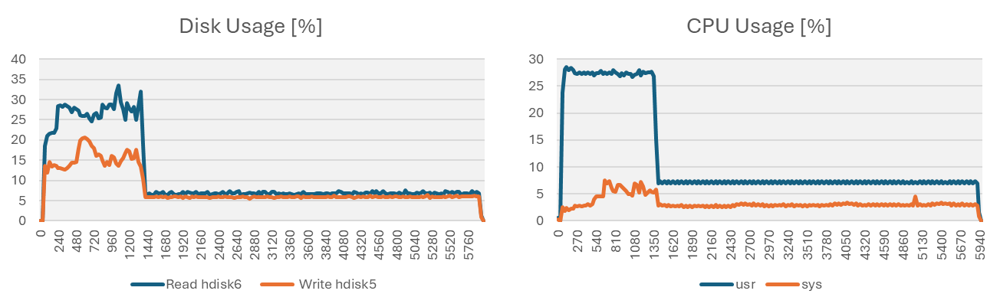 Disk Usage [%]
40
35
30
25
20
15
10
5
0
0 240 480 720 960 1200 1440 1680 1920 2160 2400 2640 2880 3120 3360 3600 3840 4080 4320 4560 4800 5040 5280 5520 5760
Read hdisk6 Write hdisk5
CPU Usage [%]
30
25
20
15
10
5
0
0 270 540 810 1080 1350 1620 1890 2160 2430 2700 2970 3240 3510 3780 4050 4320 4590 4860 5130 5400 5670 5940
usr sys